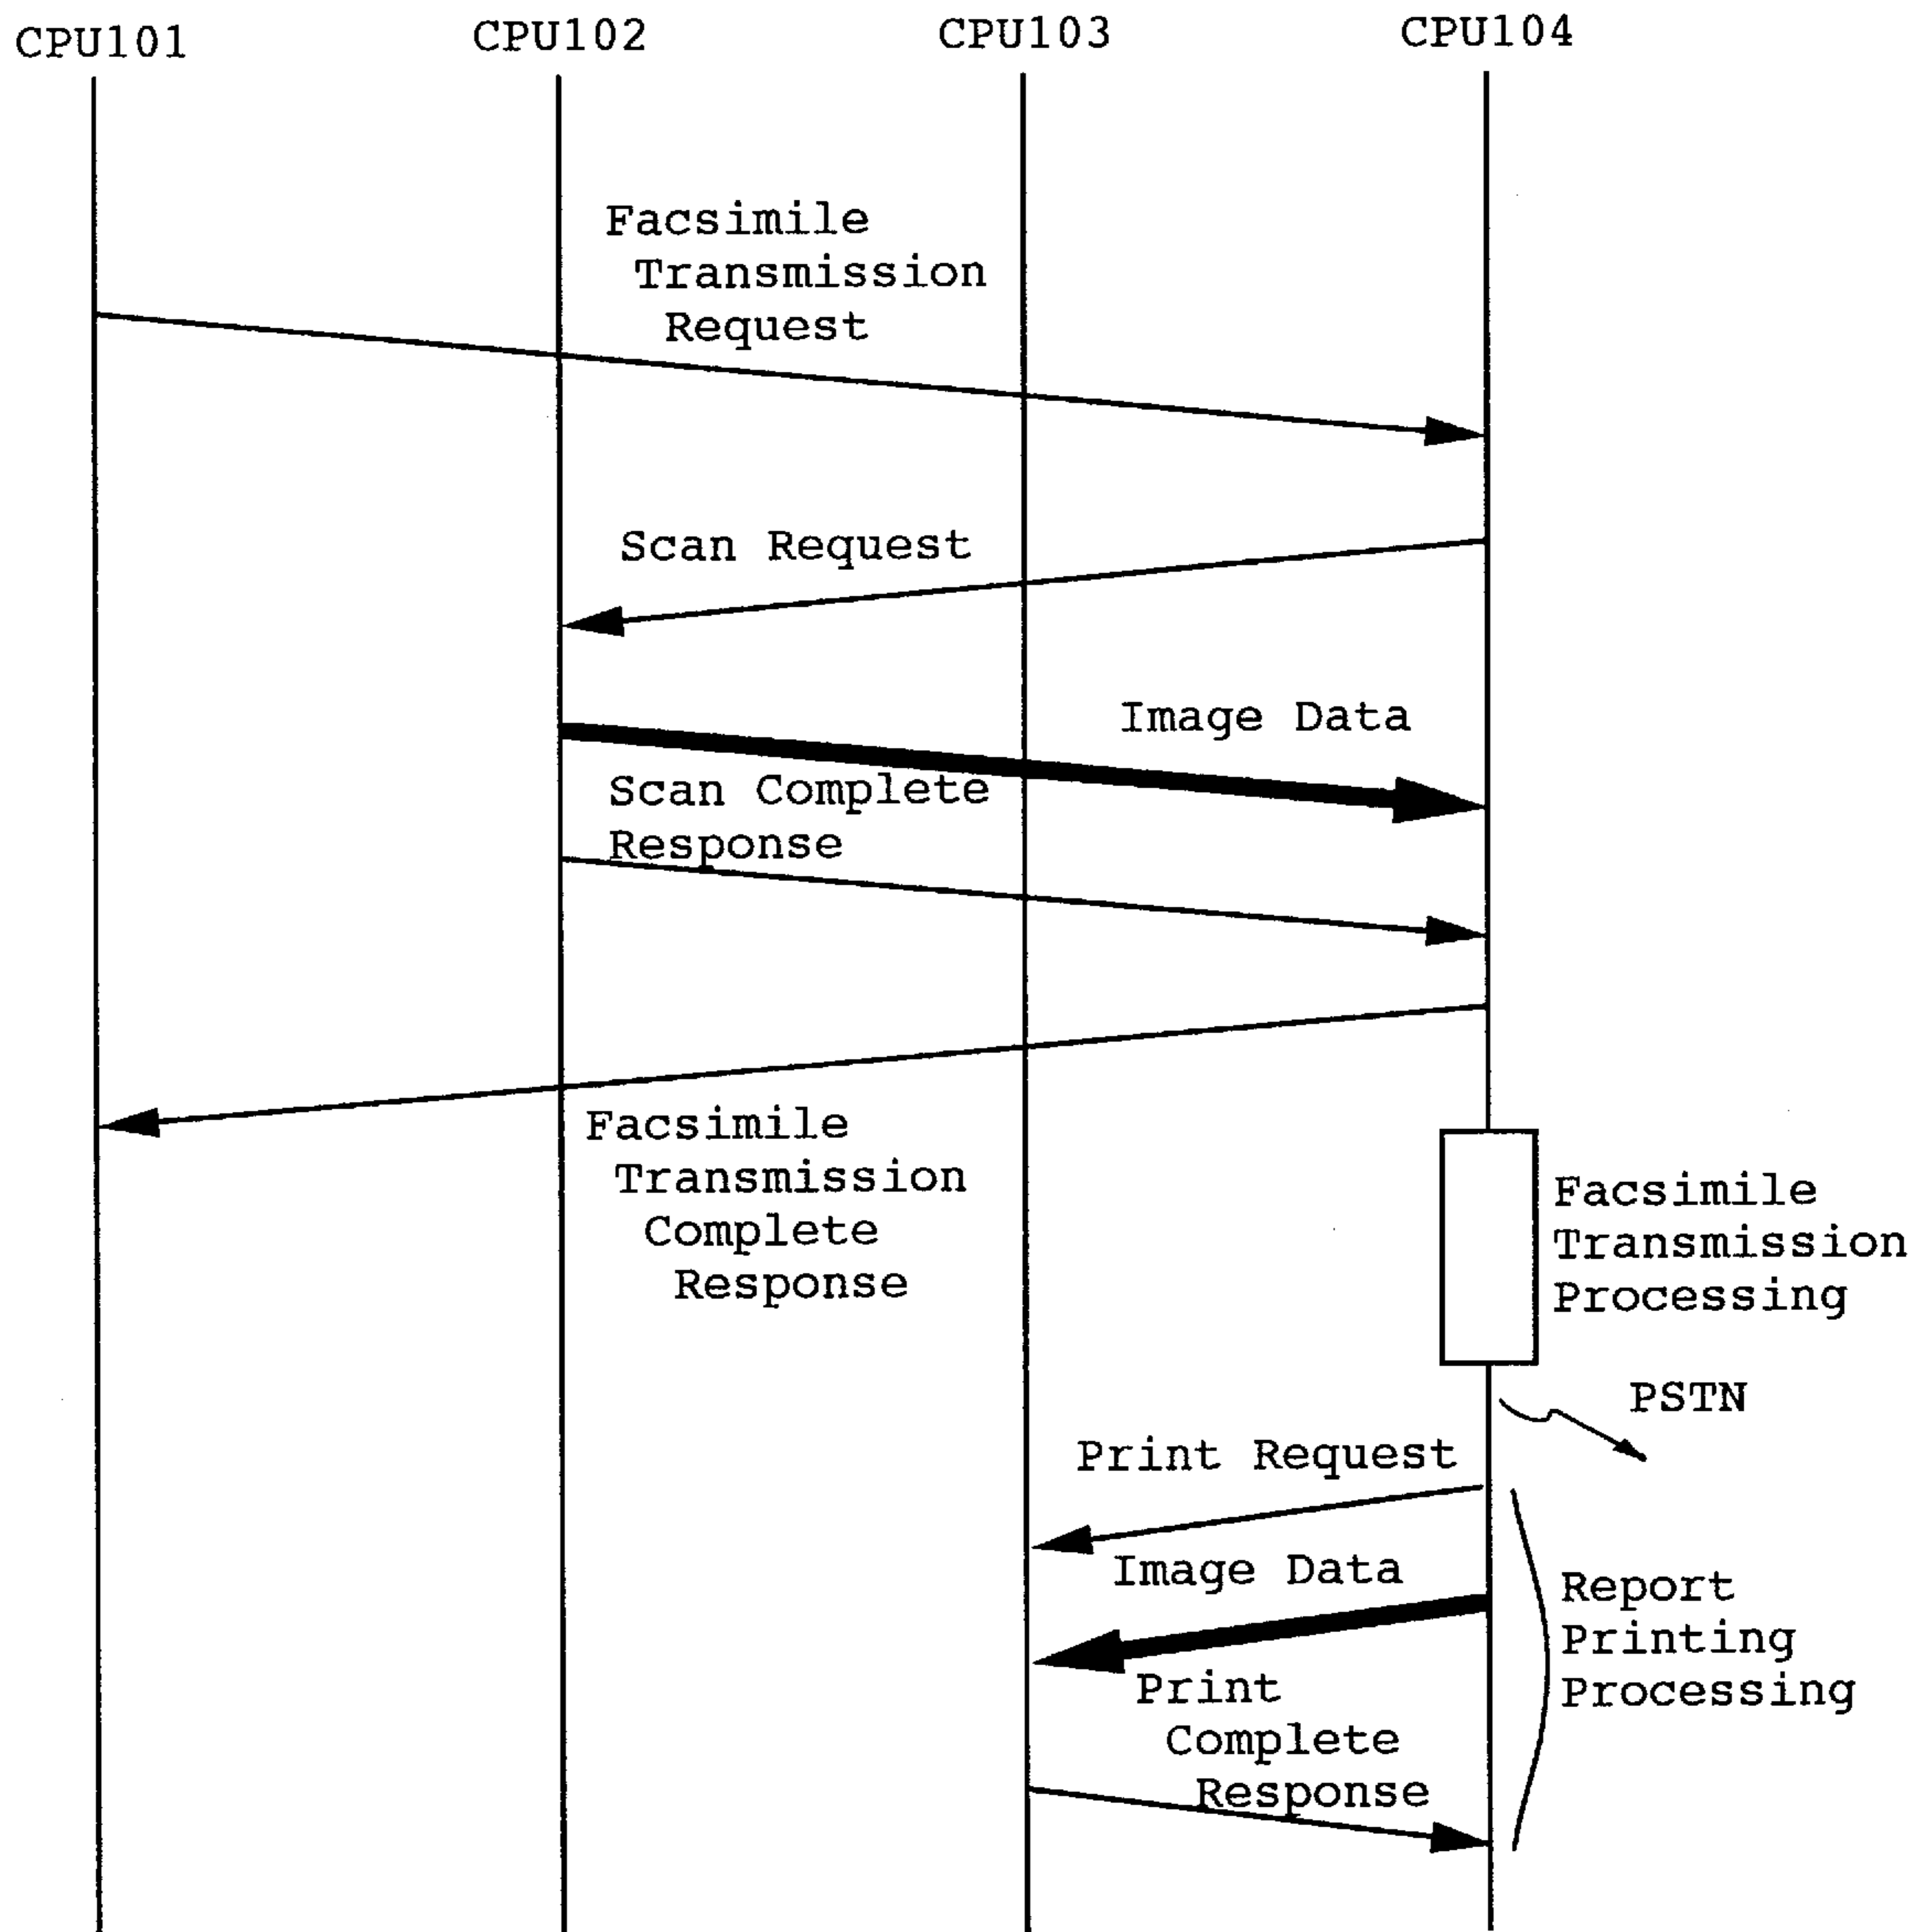 CPU101 CPU102 CPU103 CPU104
Facsimile
Transmission
Request
Scan Request
Image Data
Scan Complete
Response
Facsimile
Transmission
Complete
Response
Facsimile
Transmission
Processing
PSTN
Print Request
Image Data
Report
Printing
Processing
Print
Complete
Response